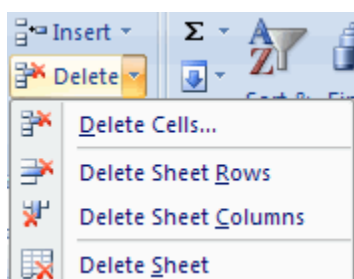 Insert
Σ
A
Z
Delete
Delete Cells...
Delete Sheet Rows
Delete Sheet Columns
Delete Sheet